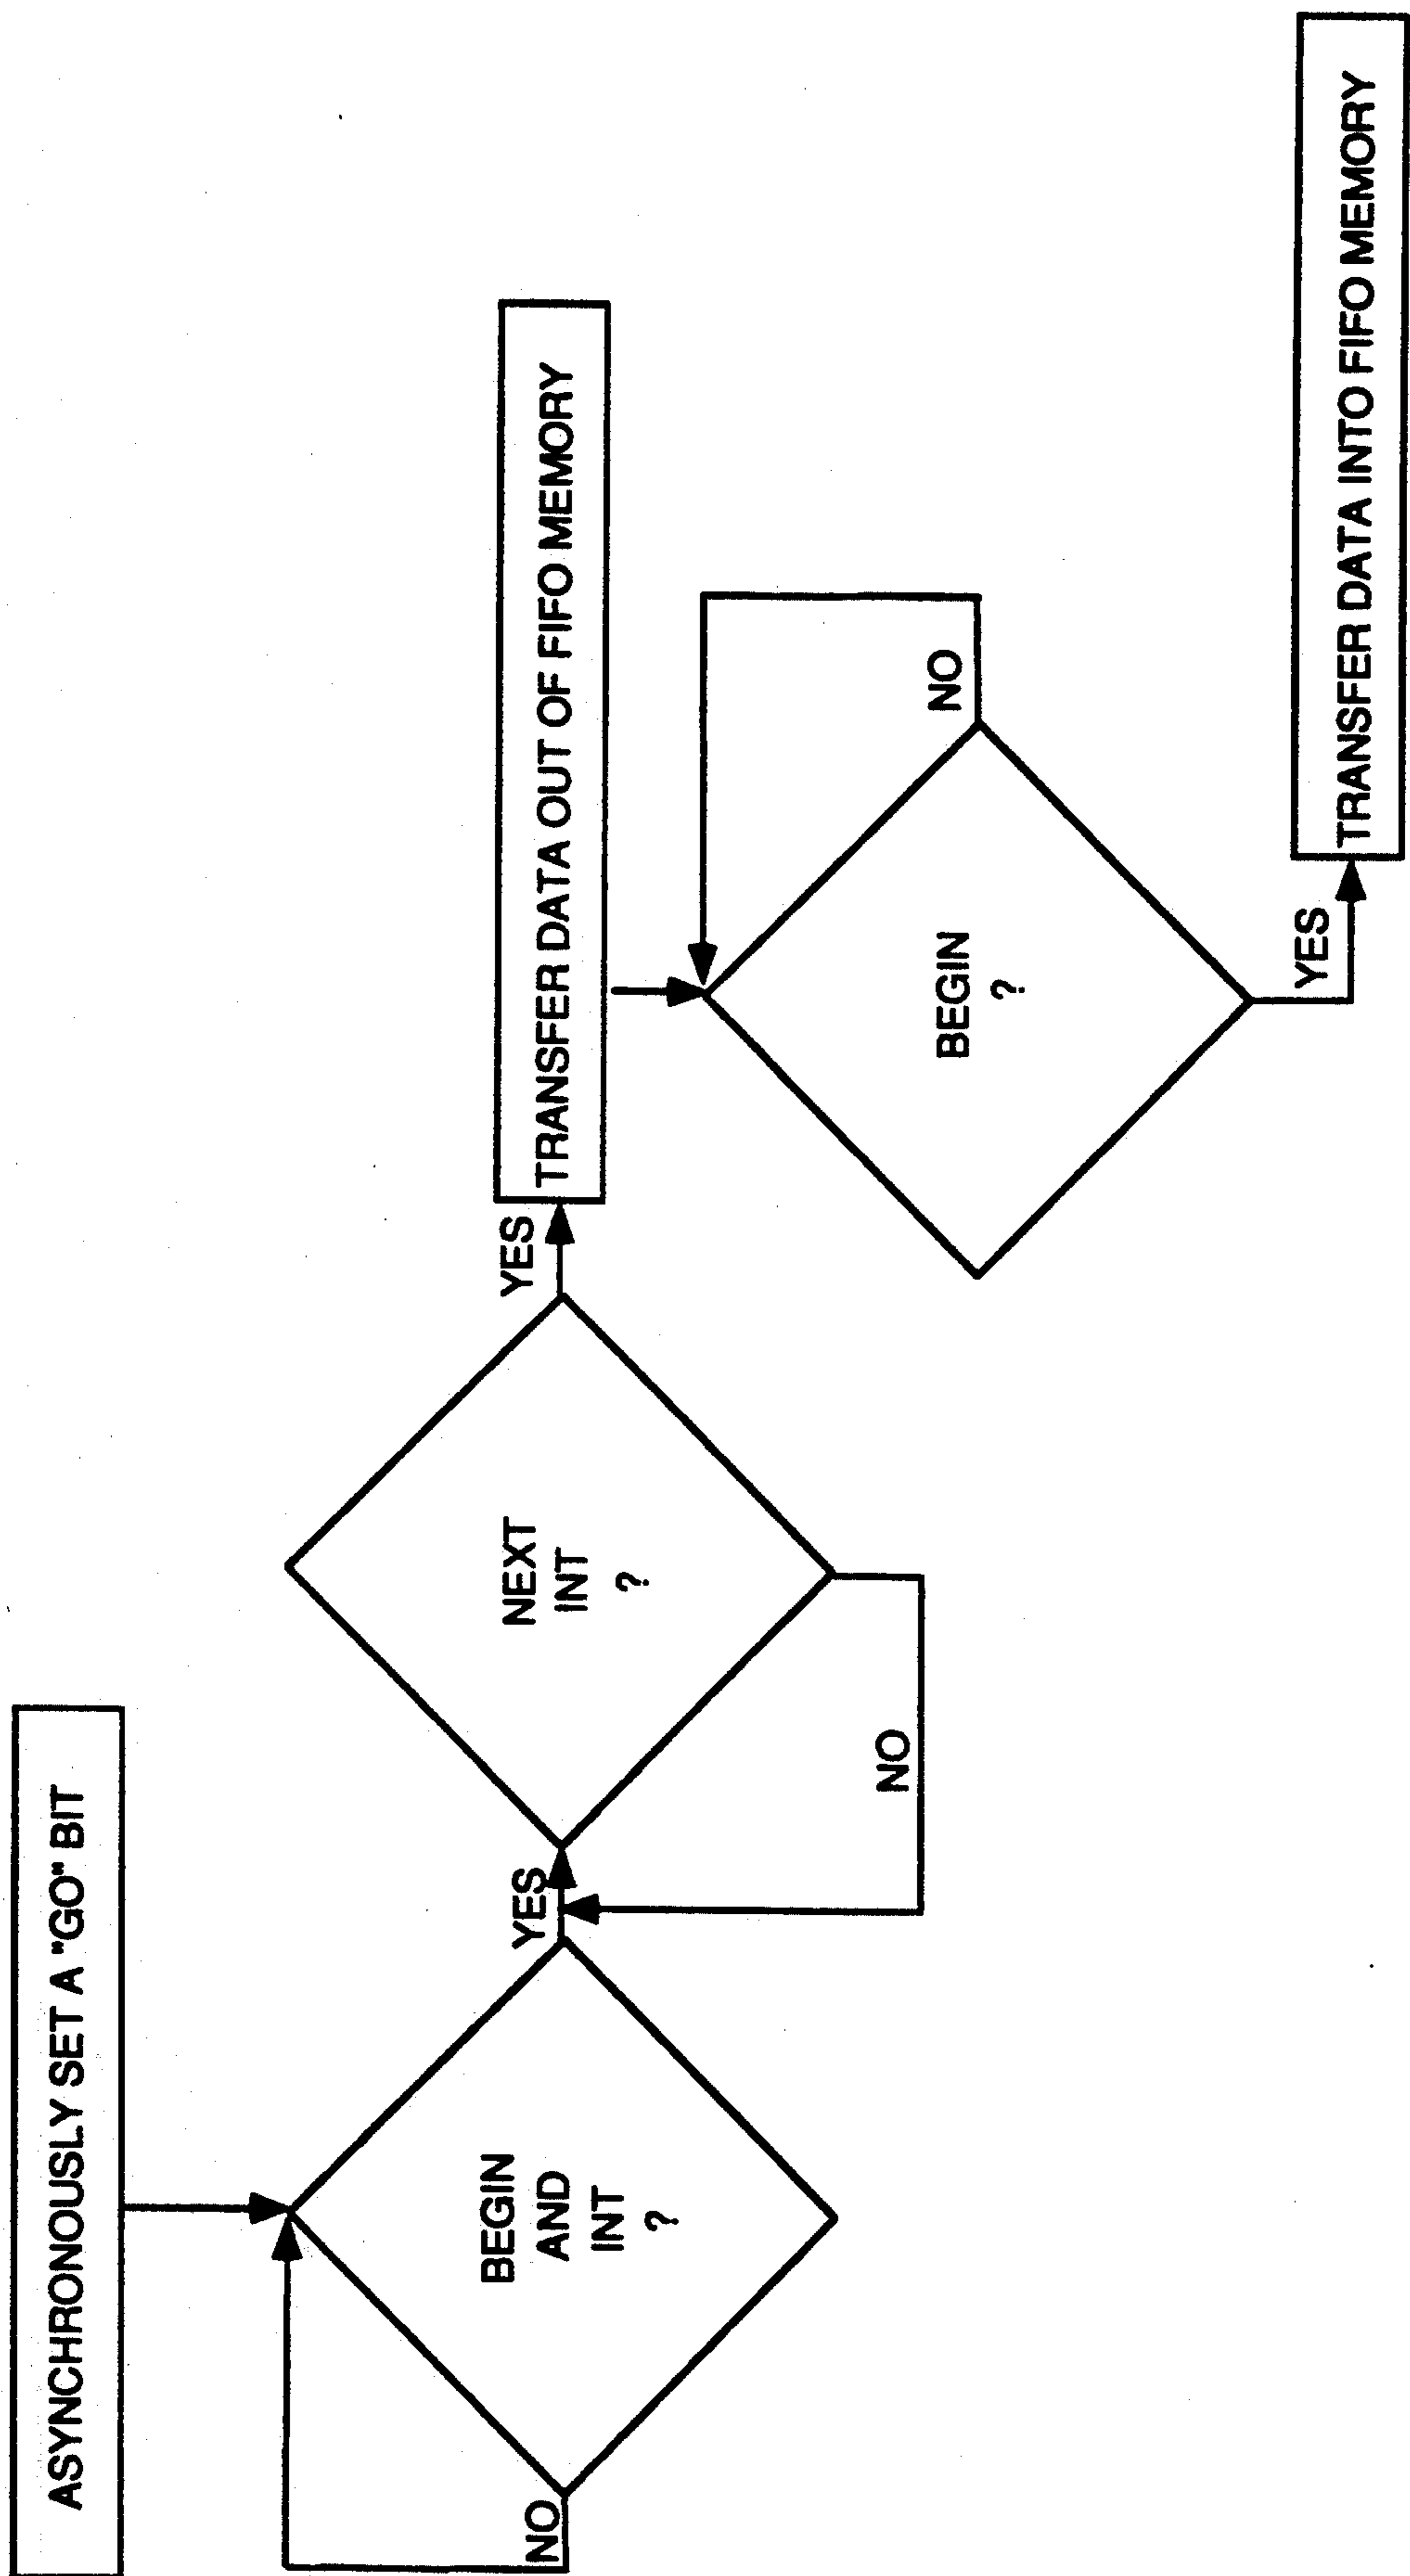 ASYNCHRONOUSLY SET A "GO" BIT
BEGIN
AND
INT
?
NO
YES
NEXT
INT
?
NO
YES
TRANSFER DATA OUT OF FIFO MEMORY
BEGIN
?
NO
YES
TRANSFER DATA INTO FIFO MEMORY